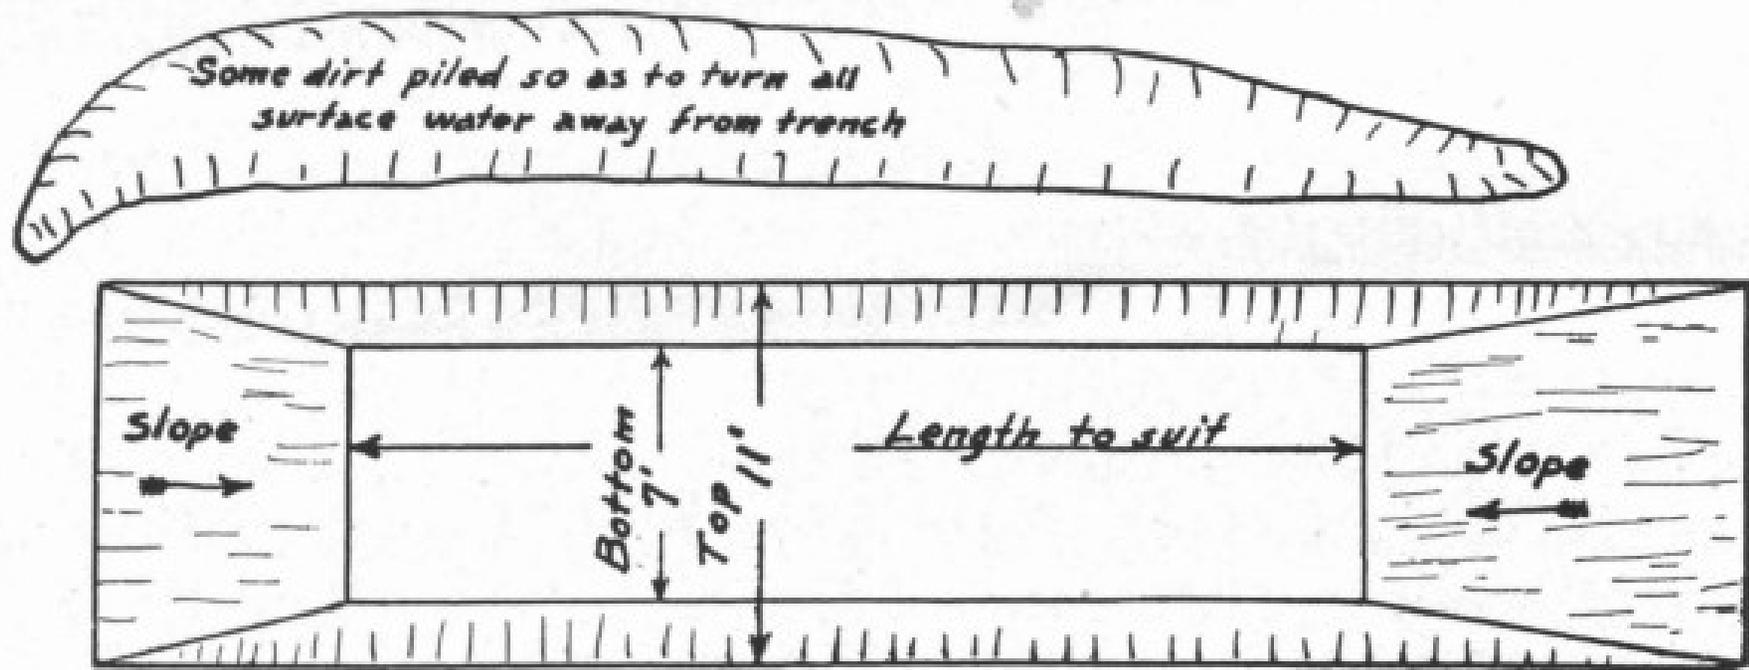 Some dirt piled so as to turn all
surface water away from trench
Slope
Bottom
7'
Top 11'
Length to suit
Slope